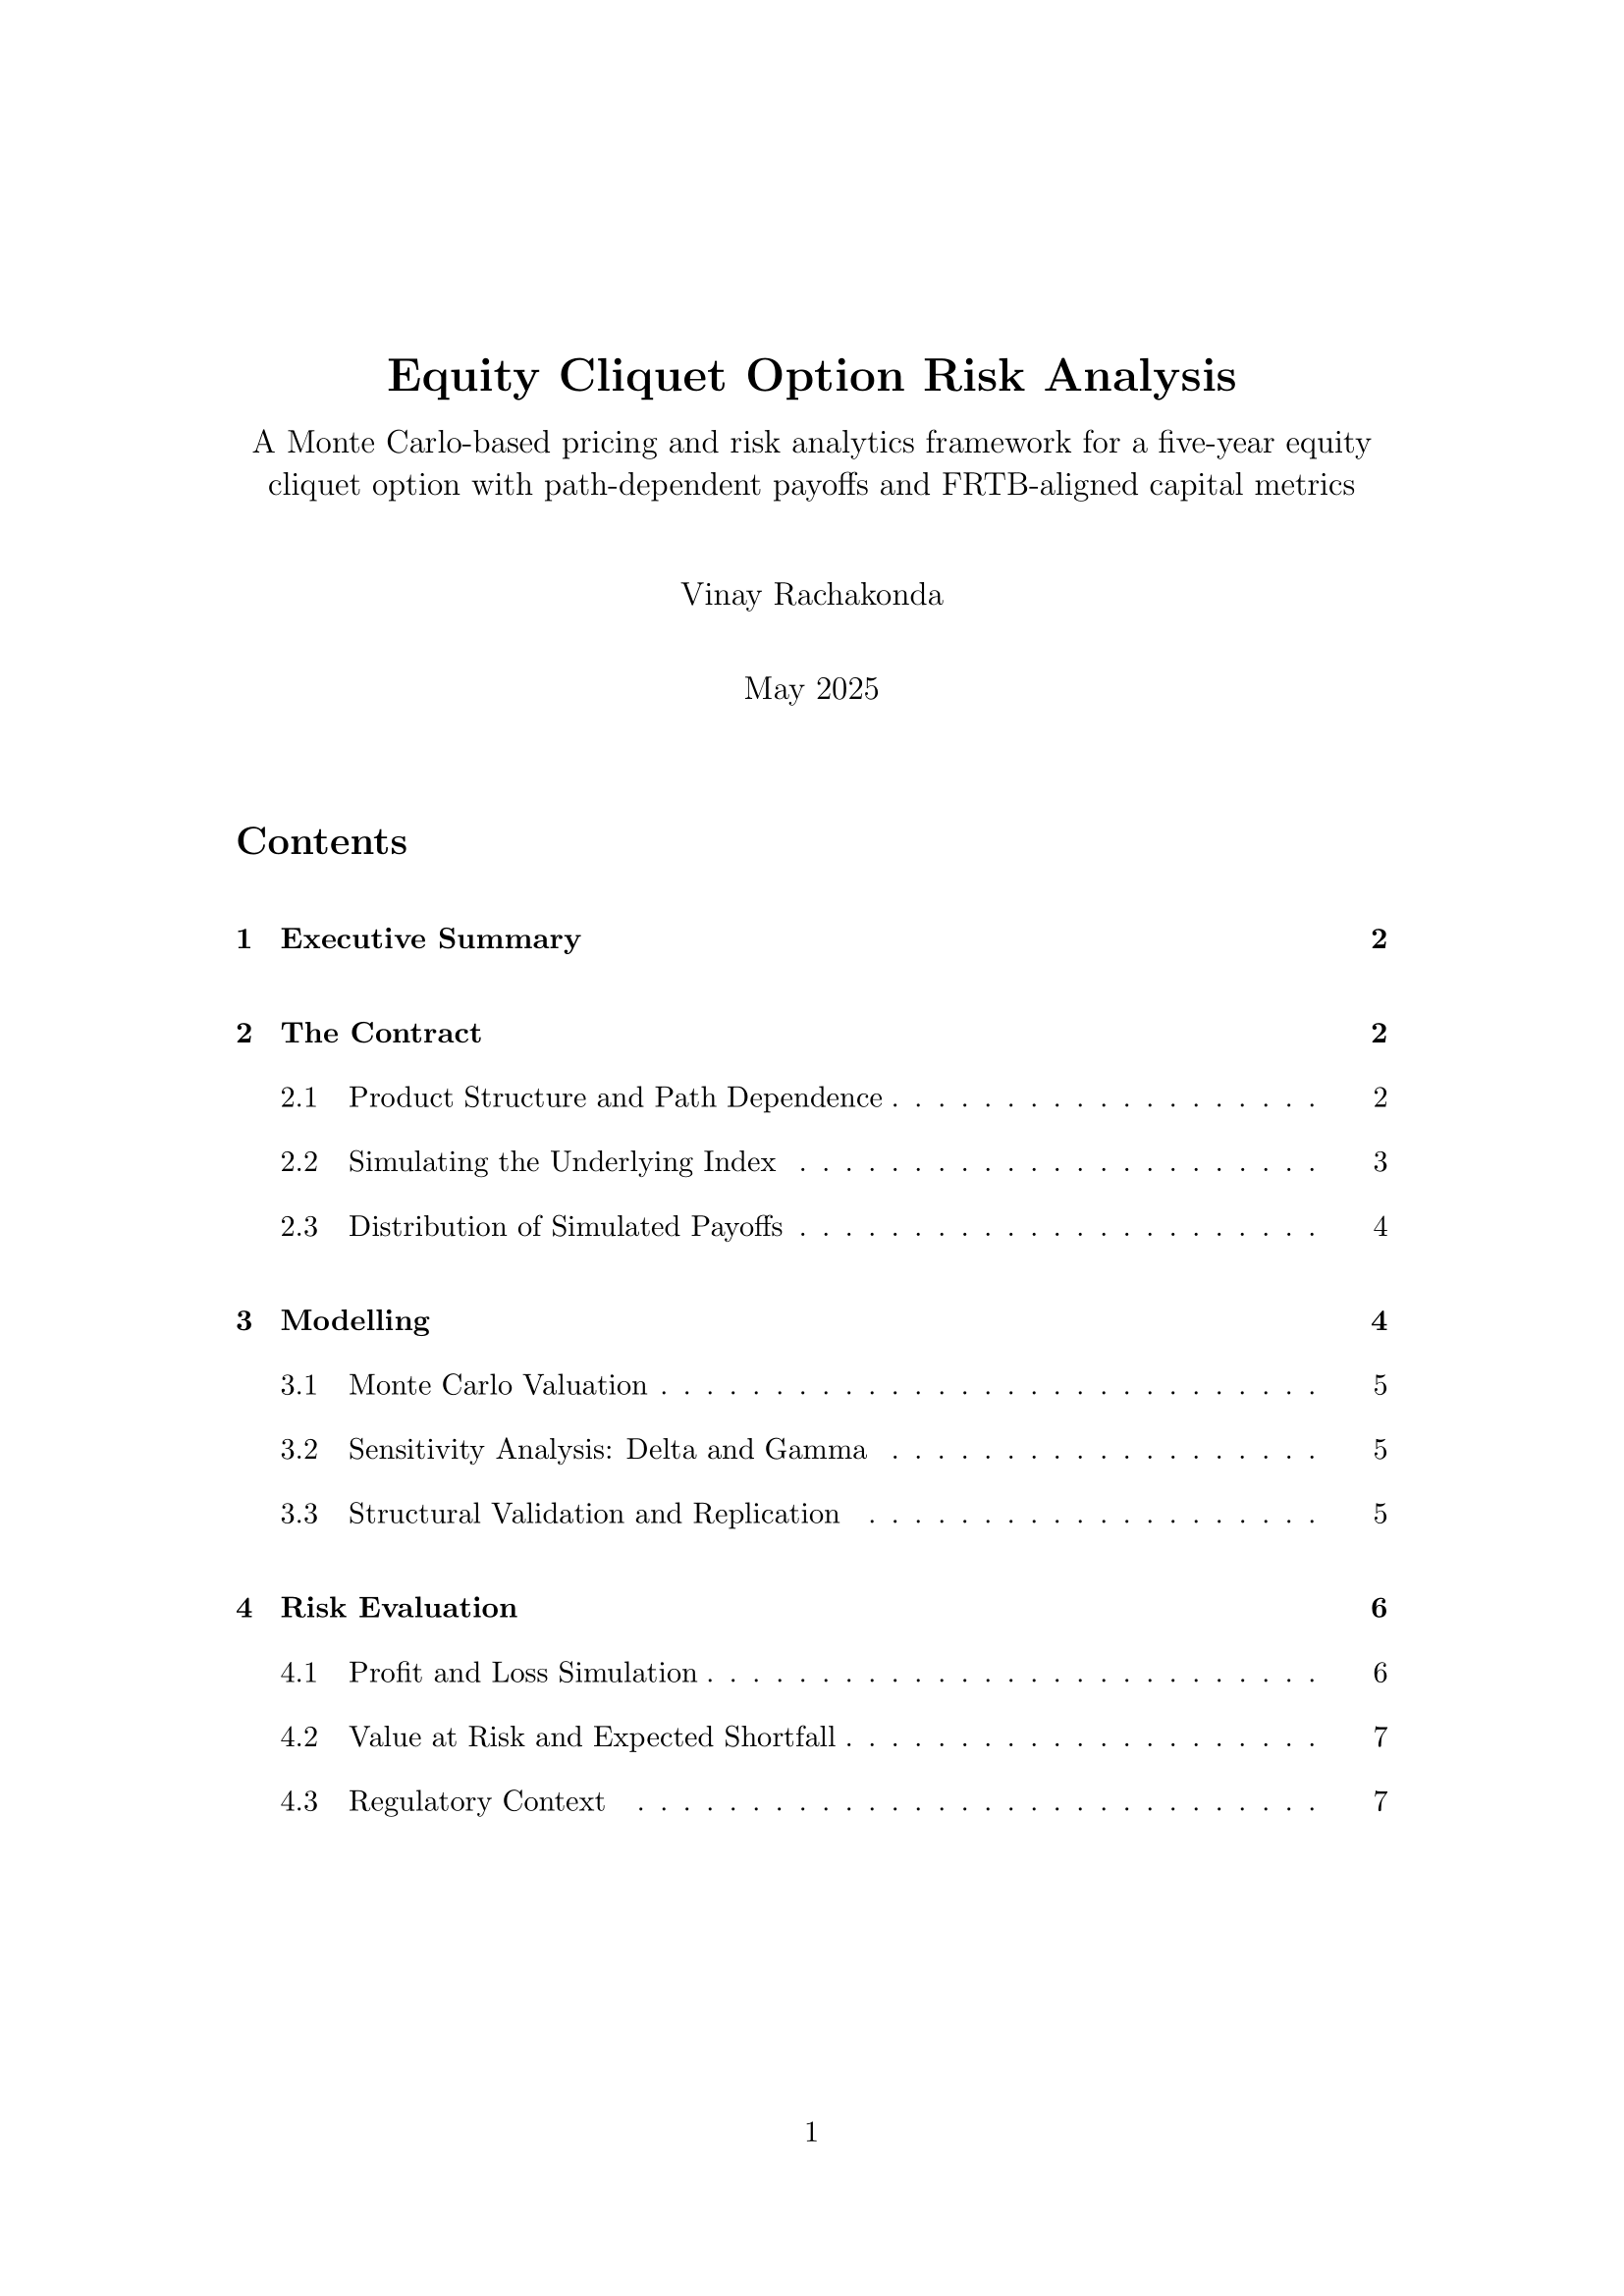 Equity Cliquet Option Risk Analysis
A Monte Carlo-based pricing and risk analytics framework for a five-year equity
cliquet option with path-dependent payoffs and FRTB-aligned capital metrics
Vinay Rachakonda
May 2025
Contents
1 Executive Summary 2
2 The Contract 2
2.1 Product Structure and Path Dependence . . . . . . . . . . . . . . . . . . . 2
2.2 Simulating the Underlying Index . . . . . . . . . . . . . . . . . . . . . . . 3
2.3 Distribution of Simulated Payoffs . . . . . . . . . . . . . . . . . . . . . . . 4
3 Modelling 4
3.1 Monte Carlo Valuation . . . . . . . . . . . . . . . . . . . . . . . . . . . . . 5
3.2 Sensitivity Analysis: Delta and Gamma . . . . . . . . . . . . . . . . . . . 5
3.3 Structural Validation and Replication . . . . . . . . . . . . . . . . . . . . 5
4 Risk Evaluation 6
4.1 Profit and Loss Simulation . . . . . . . . . . . . . . . . . . . . . . . . . . . 6
4.2 Value at Risk and Expected Shortfall . . . . . . . . . . . . . . . . . . . . . 7
4.3 Regulatory Context . . . . . . . . . . . . . . . . . . . . . . . . . . . . . . 7
1